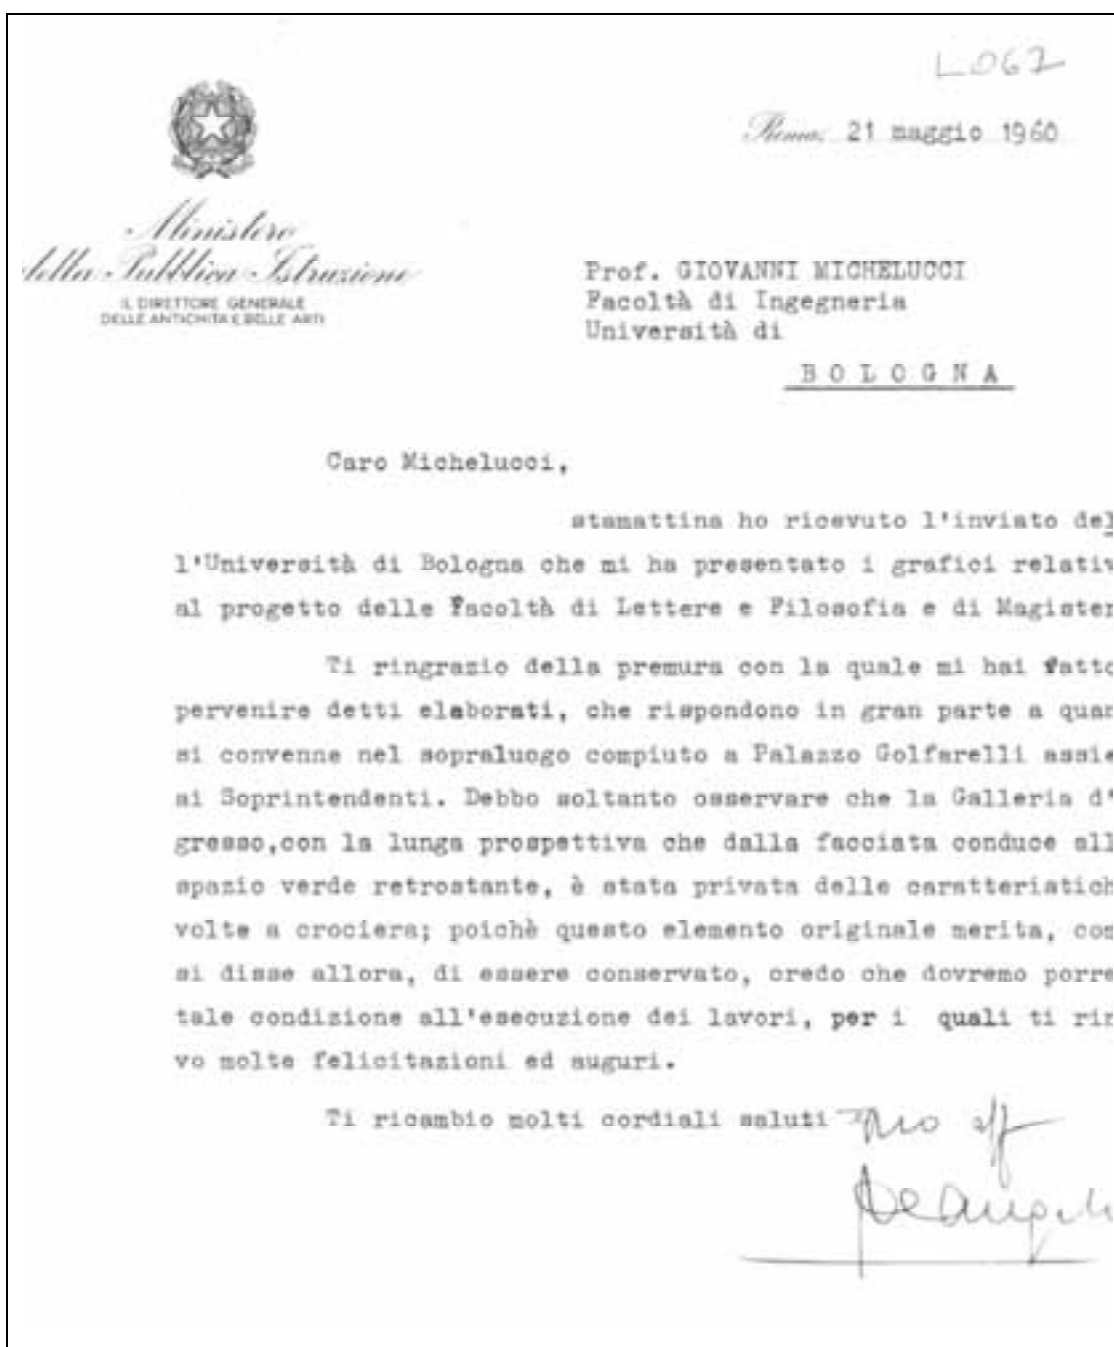 L067
Roma, 21 maggio 1960
Ministero
della Pubblica Istruzione
IL DIRETTORE GENERALE
DELLE ANTICHITA E BELLE ARTI
Prof. GIOVANNI MICHELUCCI
Facoltà di Ingegneria
Università di
BOLOGNA
Caro Michelucci,
stamattina ho ricevuto l'inviato del
l'Università di Bologna che mi ha presentato i grafici relativ
al progetto delle Facoltà di Lettere e Filosofia e di Magister
Ti ringrazio della premura con la quale mi hai fatto
pervenire detti elaborati, che rispondono in gran parte a quan
si convenne nel sopraluogo compiuto a Palazzo Golfarelli assie
ai Soprintendenti. Debbo soltanto osservare che la Galleria d'
gresso,con la lunga prospettiva che dalla facciata conduce all
spazio verde retrostante, è stata privata delle caratteristich
volte a crociera; poichè questo elemento originale merita, com
si disse allora, di essere conservato, credo che dovremo porre
tale condizione all'esecuzione dei lavori, per i quali ti rin
vo molte felicitazioni ed auguri.
Ti ricambio molti cordiali saluti tuo aff